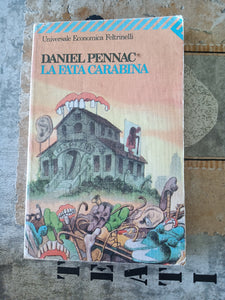 Universale Economica Feltrinelli
DANIEL PENNAC
LA FATA CARABINA